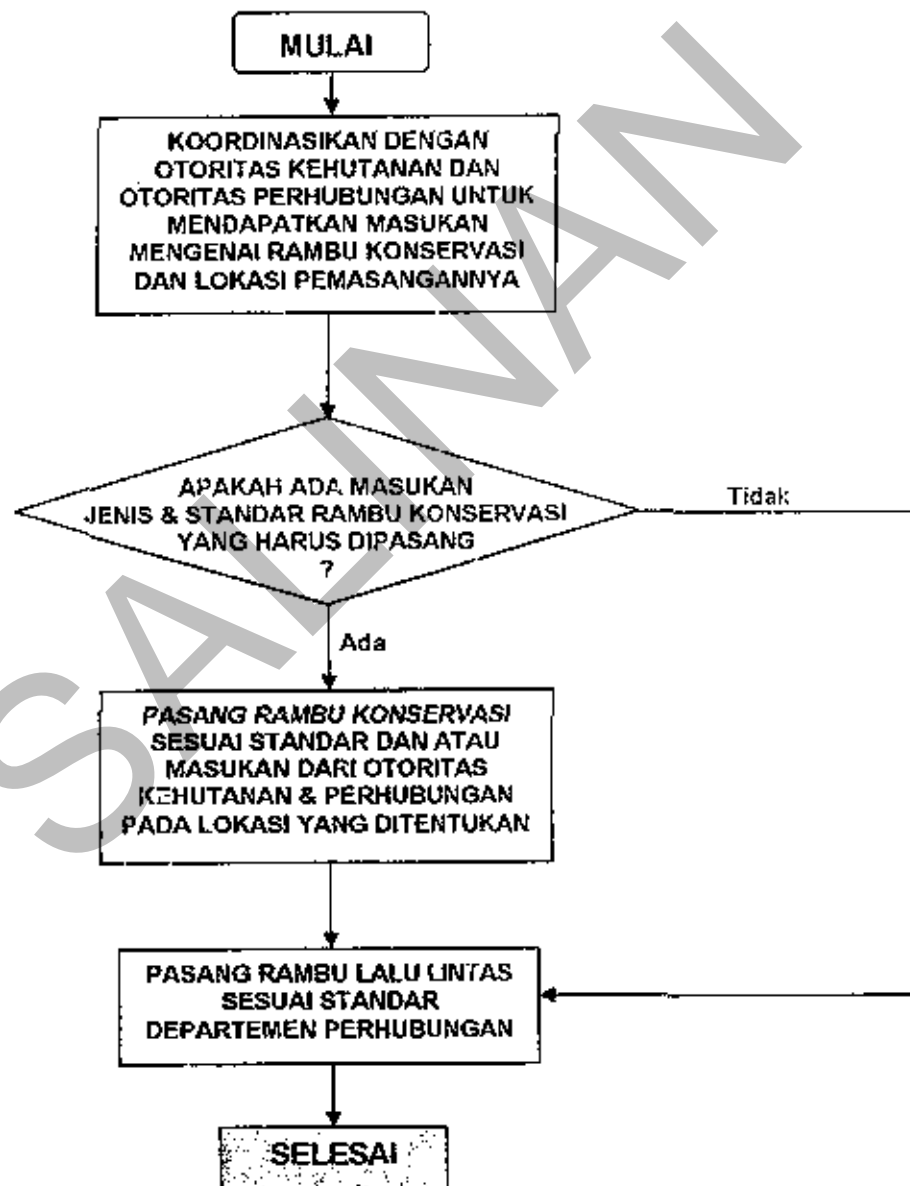 MULAI
KOORDINASIKAN DENGAN
OTORITAS KEHUTANAN DAN
OTORITAS PERHUBUNGAN UNTUK
MENDAPATKAN MASUKAN
MENGENAI RAMBU KONSERVASI
DAN LOKASI PEMASANGANNYA
APAKAH ADA MASUKAN
JENIS & STANDAR RAMBU KONSERVASI
YANG HARUS DIPASANG
?
Tidak
Ada
PASANG RAMBU KONSERVASI
SESUAI STANDAR DAN ATAU
MASUKAN DARI OTORITAS
KEHUTANAN & PERHUBUNGAN
PADA LOKASI YANG DITENTUKAN
PASANG RAMBU LALU LINTAS
SESUAI STANDAR
DEPARTEMEN PERHUBUNGAN
SELESAI
SALINAN